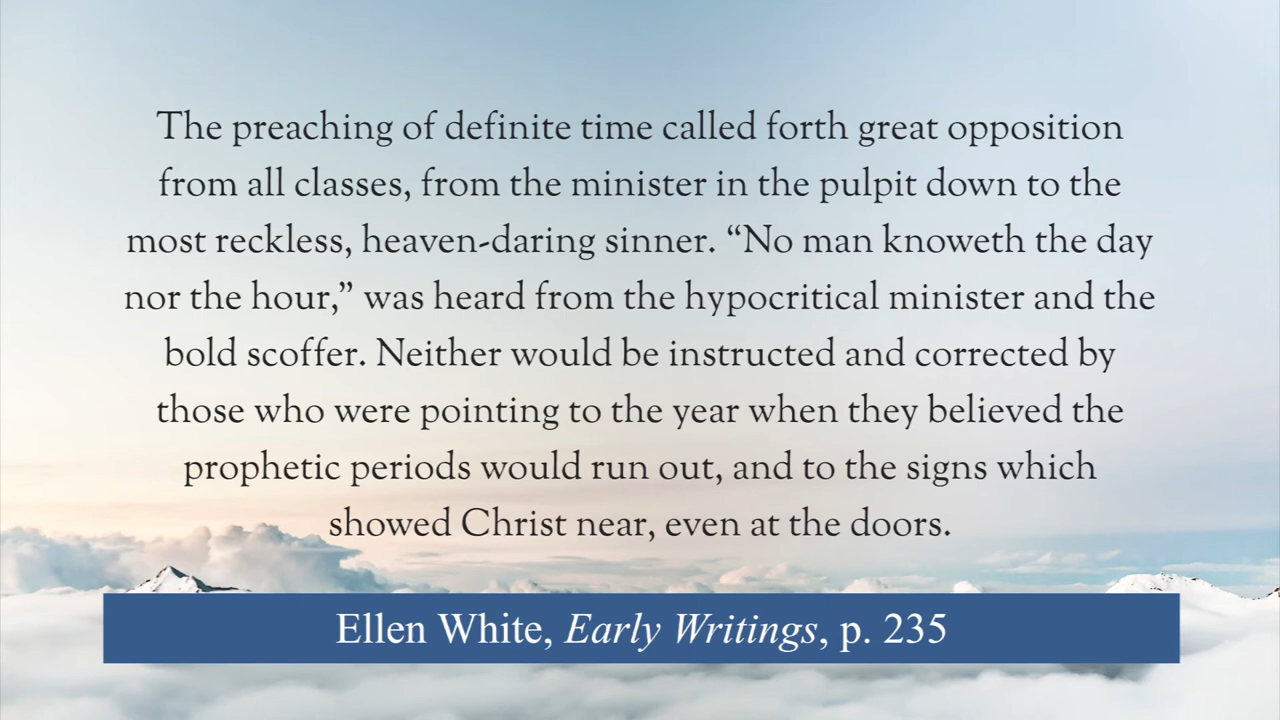 The preaching of definite time called forth great opposition
from all classes, from the minister in the pulpit down to the
most reckless, heaven-daring sinner. “No man knoweth the day
nor the hour,” was heard from the hypocritical minister and the
bold scoffer. Neither would be instructed and corrected by
those who were pointing to the year when they believed the
prophetic periods would run out, and to the signs which
showed Christ near, even at the doors.
Ellen White, Early Writings, p. 235